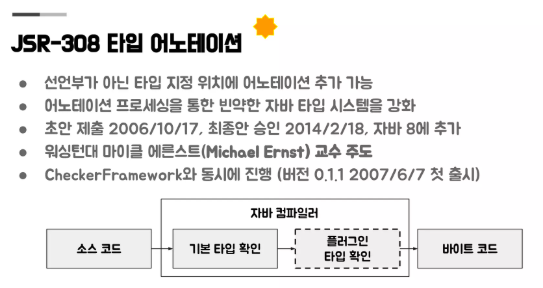 JSR-308 타입 어노테이션
● 선언부가 아닌 타입 지정 위치에 어노테이션 추가 가능
● 어노테이션 프로세싱을 통한 빈약한 자바 타입 시스템을 강화
● 초안 제출 2006/10/17, 최종안 승인 2014/2/18, 자바 8에 추가
● 워싱턴대 마이클 에른스트(Michael Ernst) 교수 주도
● CheckerFramework와 동시에 진행 (버전 0.1.1 2007/6/7 첫 출시)
자바 컴파일러
소스 코드
기본 타입 확인
플러그인
타입 확인
바이트 코드